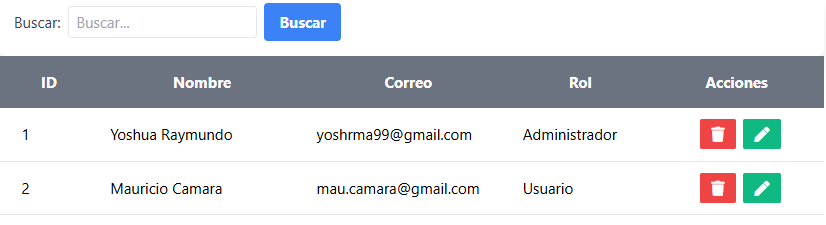 Buscar: Buscar... Buscar
ID Nombre Correo Rol Acciones
1 Yoshua Raymundo yoshrma99@gmail.com Administrador
2 Mauricio Camara mau.camara@gmail.com Usuario